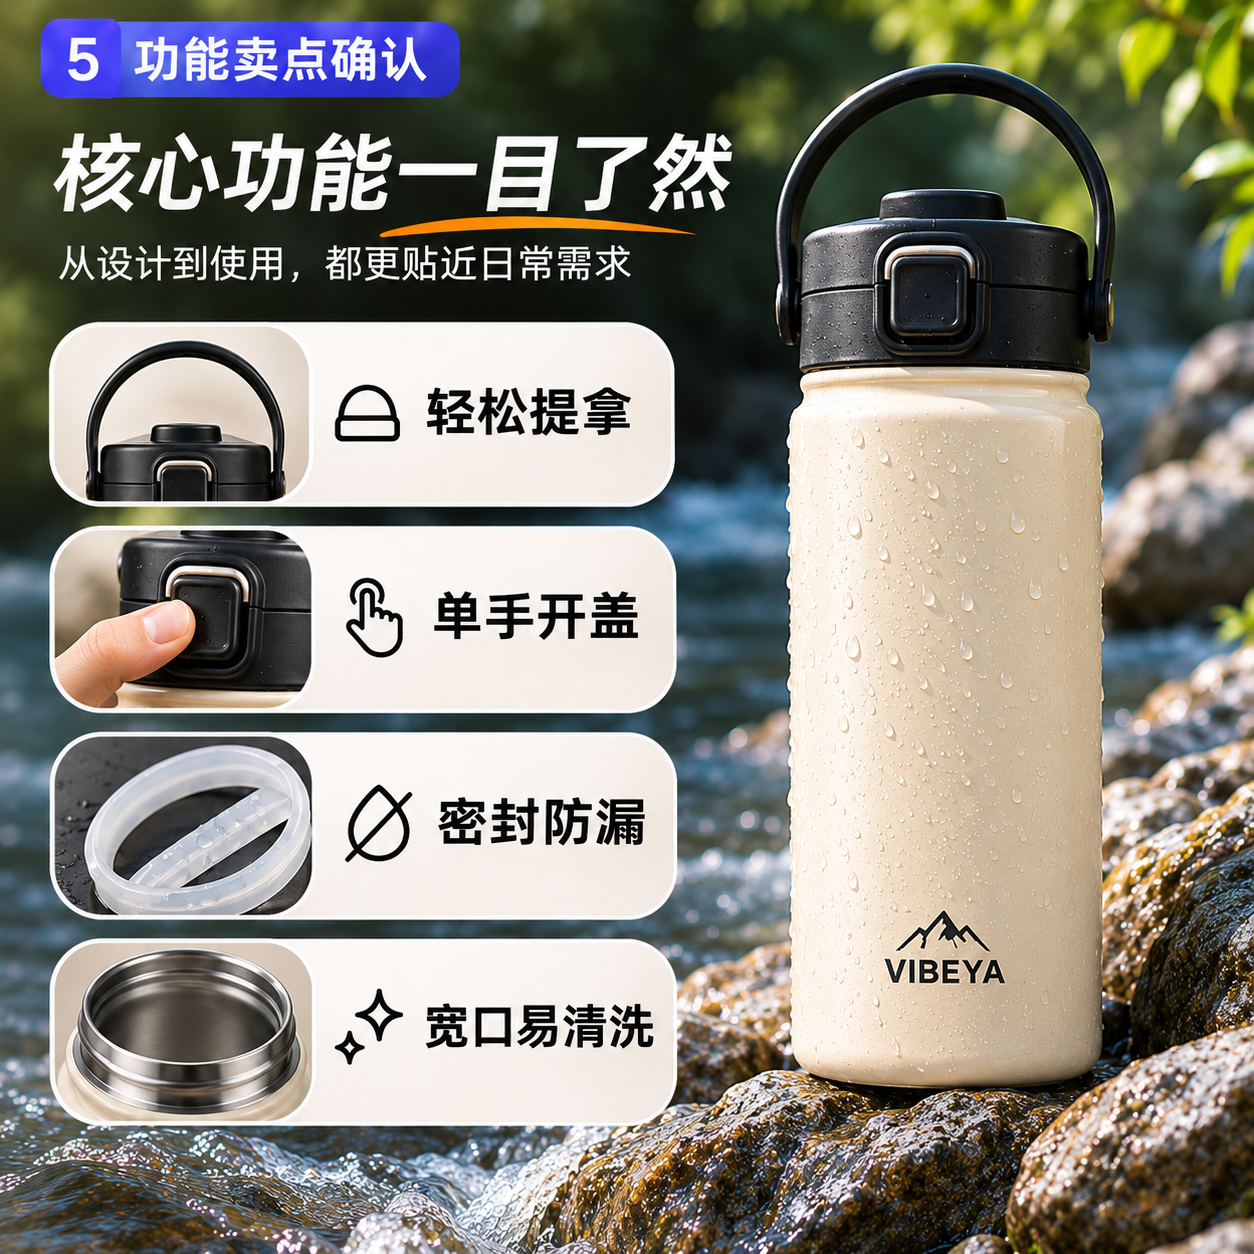 5 功能卖点确认
核心功能一目了然
从设计到使用，都更贴近日常需求
轻松提拿
单手开盖
密封防漏
宽口易清洗
VIBEYA